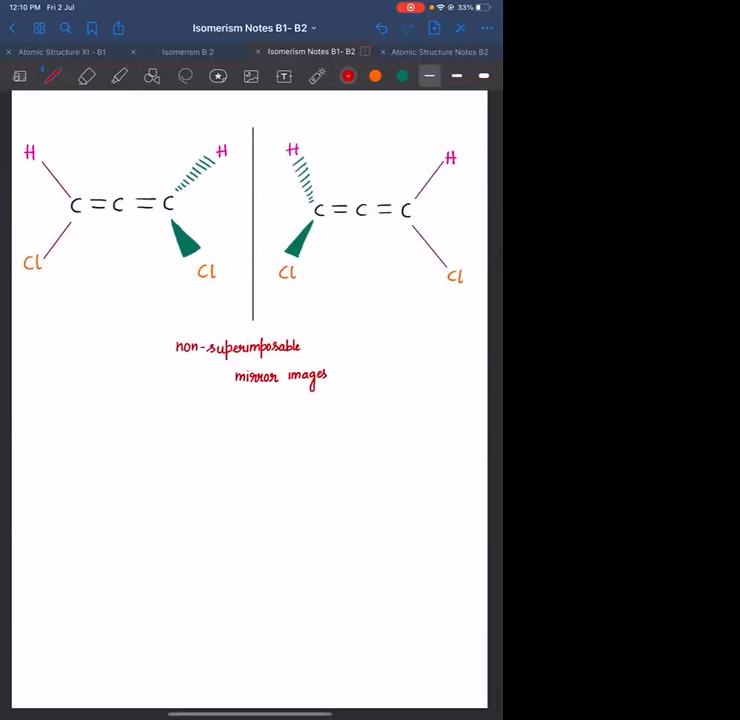 12:10 PM Fri 2 Jul
33%
Isomerism Notes B1- B2
Atomic Structure XI - B1
Isomerism B 2
Isomerism Notes B1- B2
Atomic Structure Notes B2
H H H H
C = C = C C = C = C
Cl Cl Cl Cl
non-superimposable
mirror images